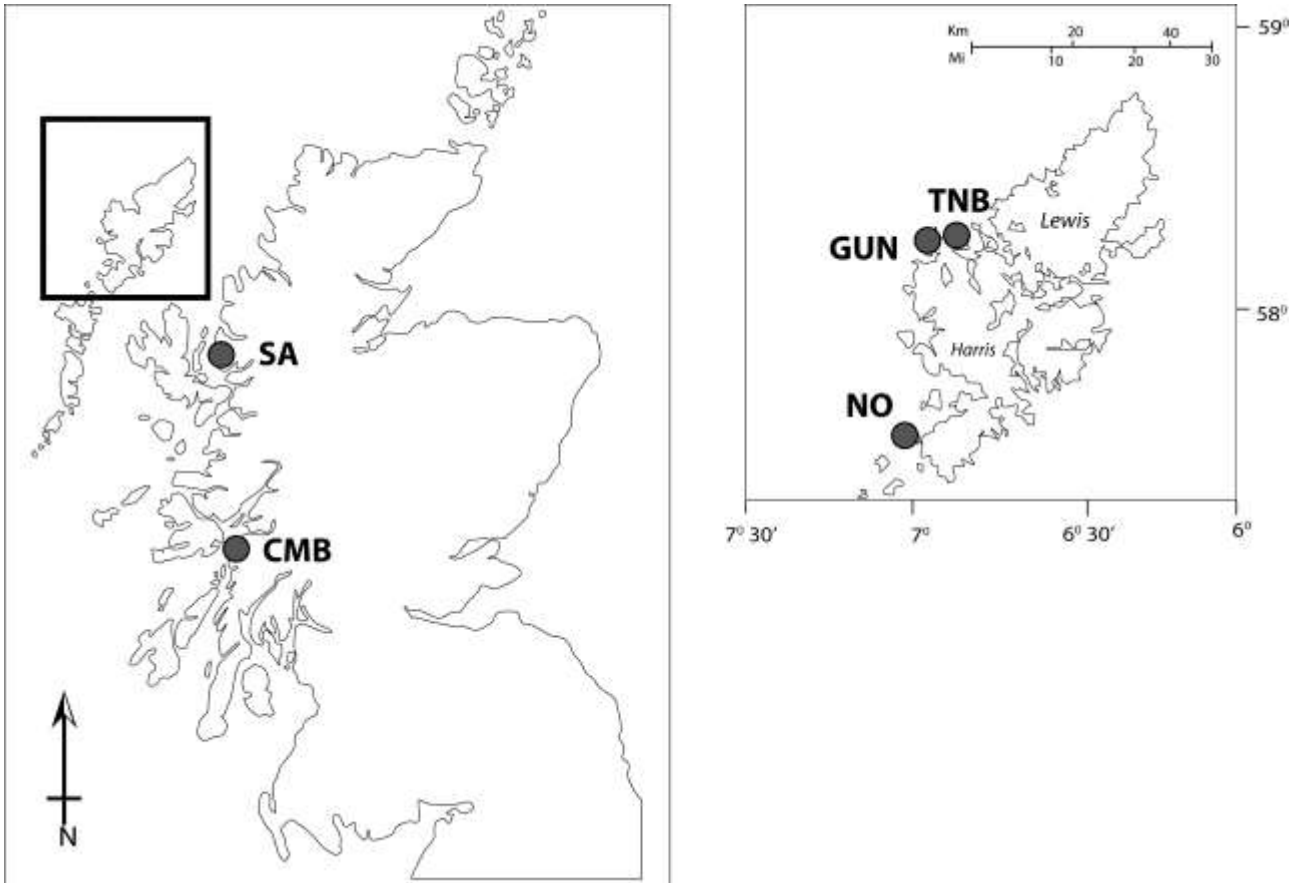 SA
CMB
N
Km 20 40
Mi 10 20 30
59⁰
TNB
GUN
Lewis
58⁰
Harris
NO
7⁰ 30' 7⁰ 6⁰ 30' 6⁰